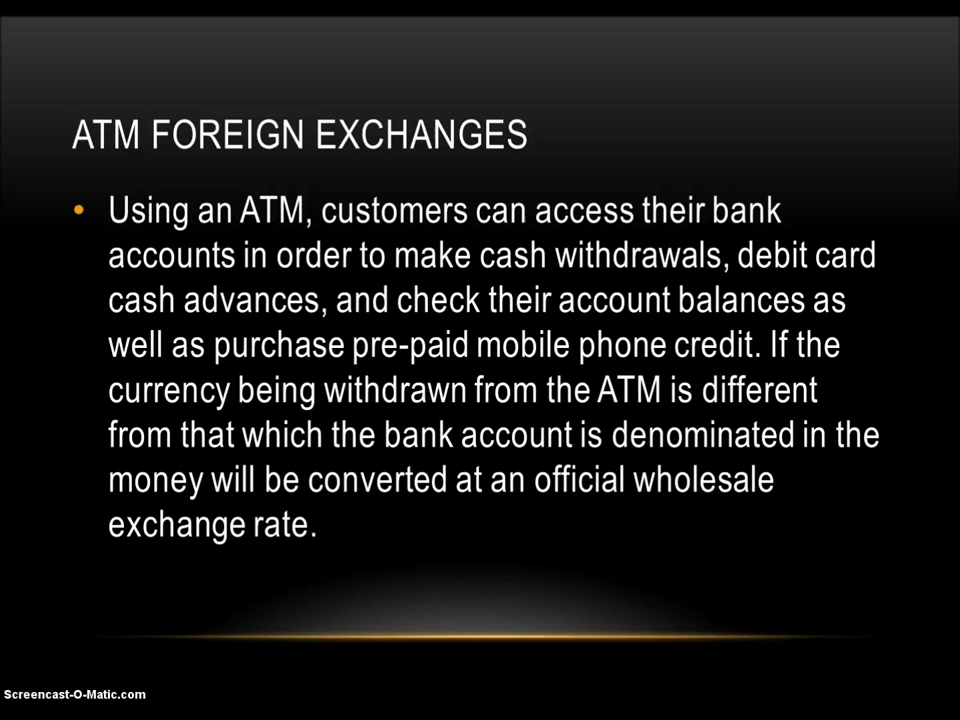 ATM FOREIGN EXCHANGES
• Using an ATM, customers can access their bank
accounts in order to make cash withdrawals, debit card
cash advances, and check their account balances as
well as purchase pre-paid mobile phone credit. If the
currency being withdrawn from the ATM is different
from that which the bank account is denominated in the
money will be converted at an official wholesale
exchange rate.
Screencast-O-Matic.com